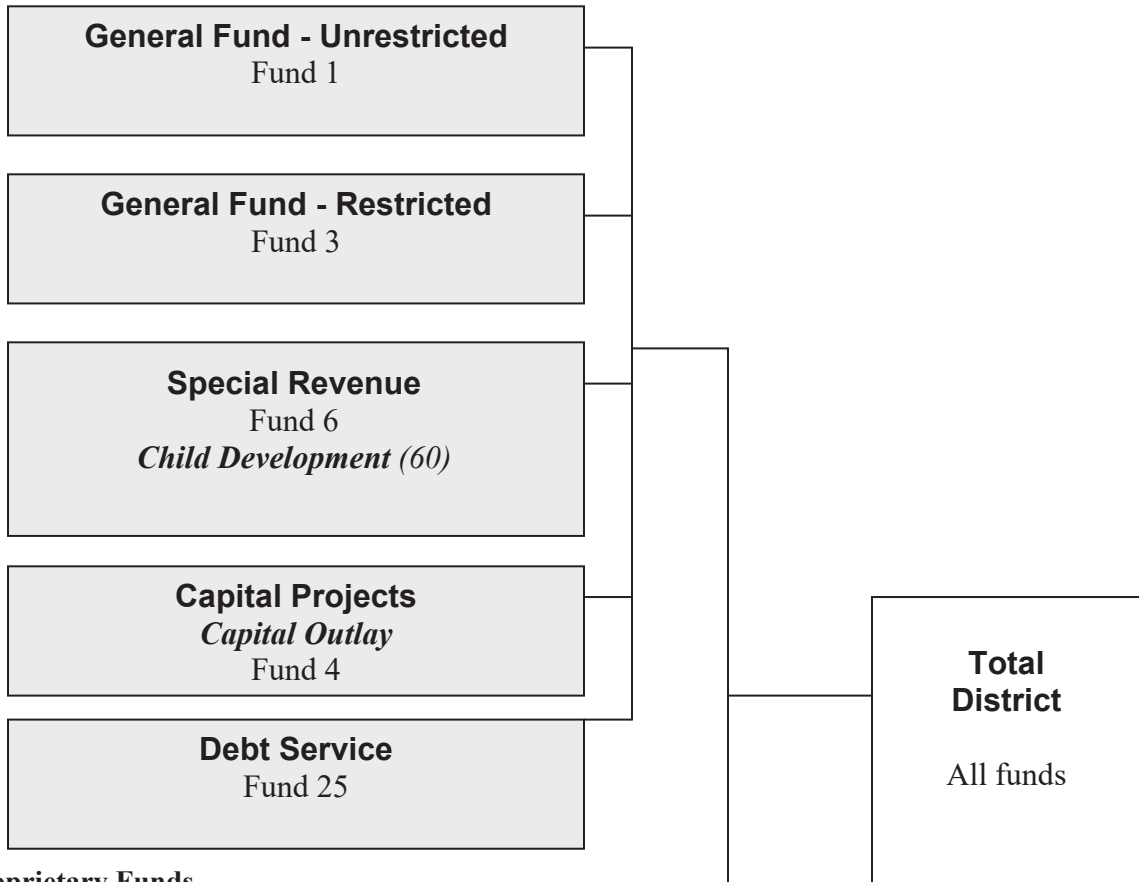 General Fund - Unrestricted
Fund 1
General Fund - Restricted
Fund 3
Special Revenue
Fund 6
Child Development (60)
Capital Projects
Capital Outlay
Fund 4
Debt Service
Fund 25
Total
District
All funds
Funds